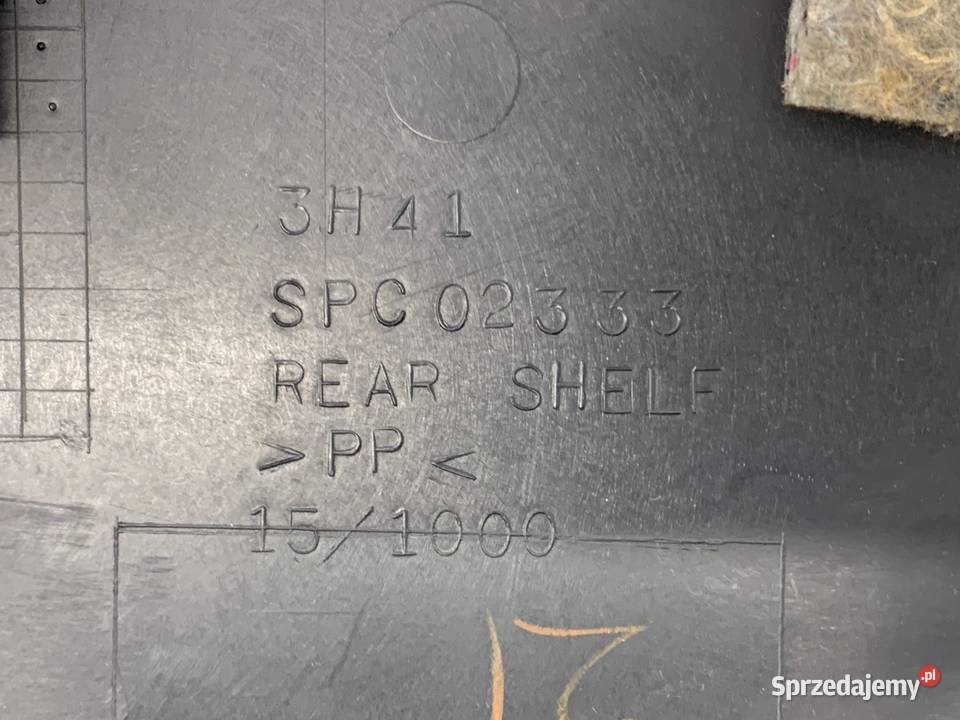 3H41
SPC02333
REAR SHELF
>PP<
15/1000
Sprzedajemy.pl